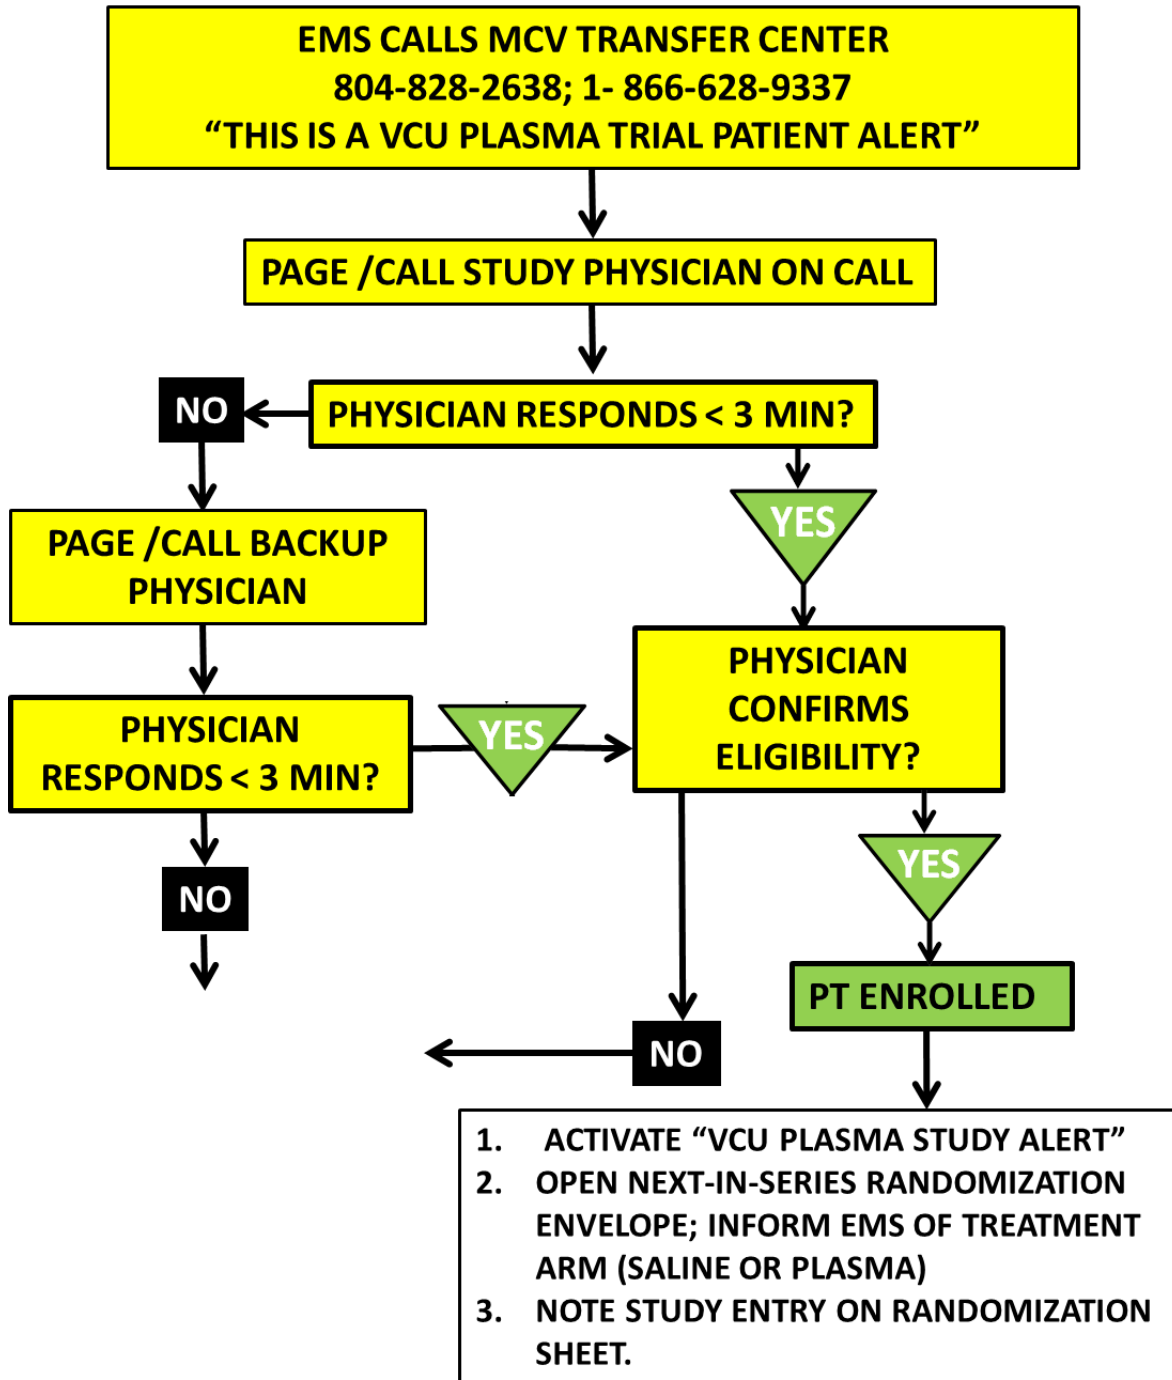 EMS CALLS MCV TRANSFER CENTER
804-828-2638; 1- 866-628-9337
“THIS IS A VCU PLASMA TRIAL PATIENT ALERT”
PAGE /CALL STUDY PHYSICIAN ON CALL
NO
PHYSICIAN RESPONDS < 3 MIN?
YES
PAGE /CALL BACKUP
PHYSICIAN
PHYSICIAN
RESPONDS < 3 MIN?
YES
PHYSICIAN
CONFIRMS
ELIGIBILITY?
NO
YES
PT ENROLLED
NO
1. ACTIVATE “VCU PLASMA STUDY ALERT”
2. OPEN NEXT-IN-SERIES RANDOMIZATION
ENVELOPE; INFORM EMS OF TREATMENT
ARM (SALINE OR PLASMA)
3. NOTE STUDY ENTRY ON RANDOMIZATION
SHEET.